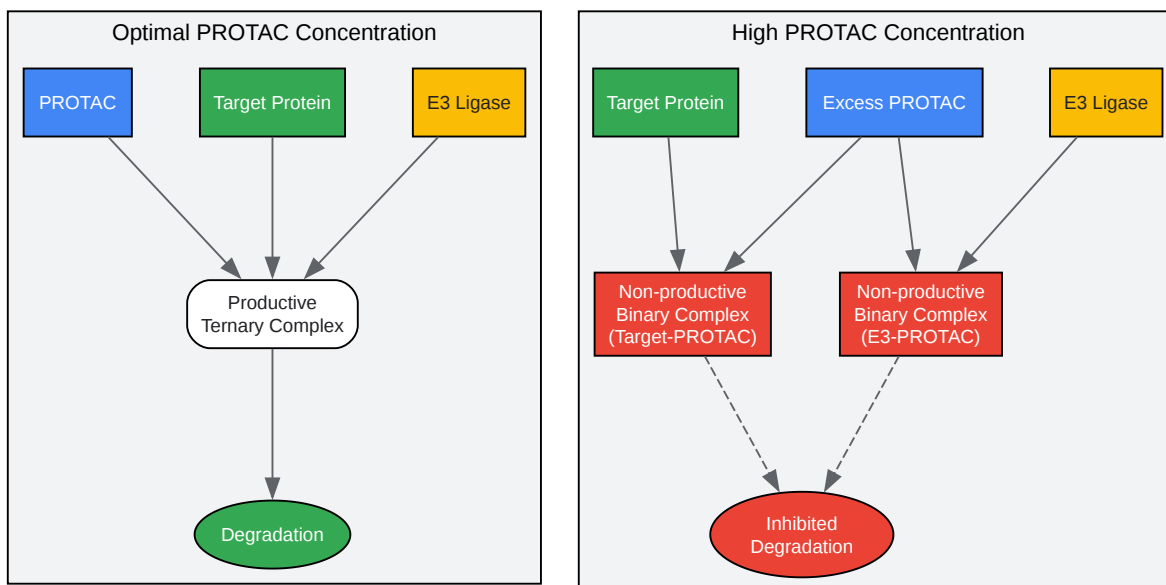 Optimal PROTAC Concentration
PROTAC
Target Protein
E3 Ligase
Productive
Ternary Complex
Degradation
High PROTAC Concentration
Target Protein
Excess PROTAC
E3 Ligase
Non-productive
Binary Complex
(Target-PROTAC)
Non-productive
Binary Complex
(E3-PROTAC)
Inhibited
Degradation